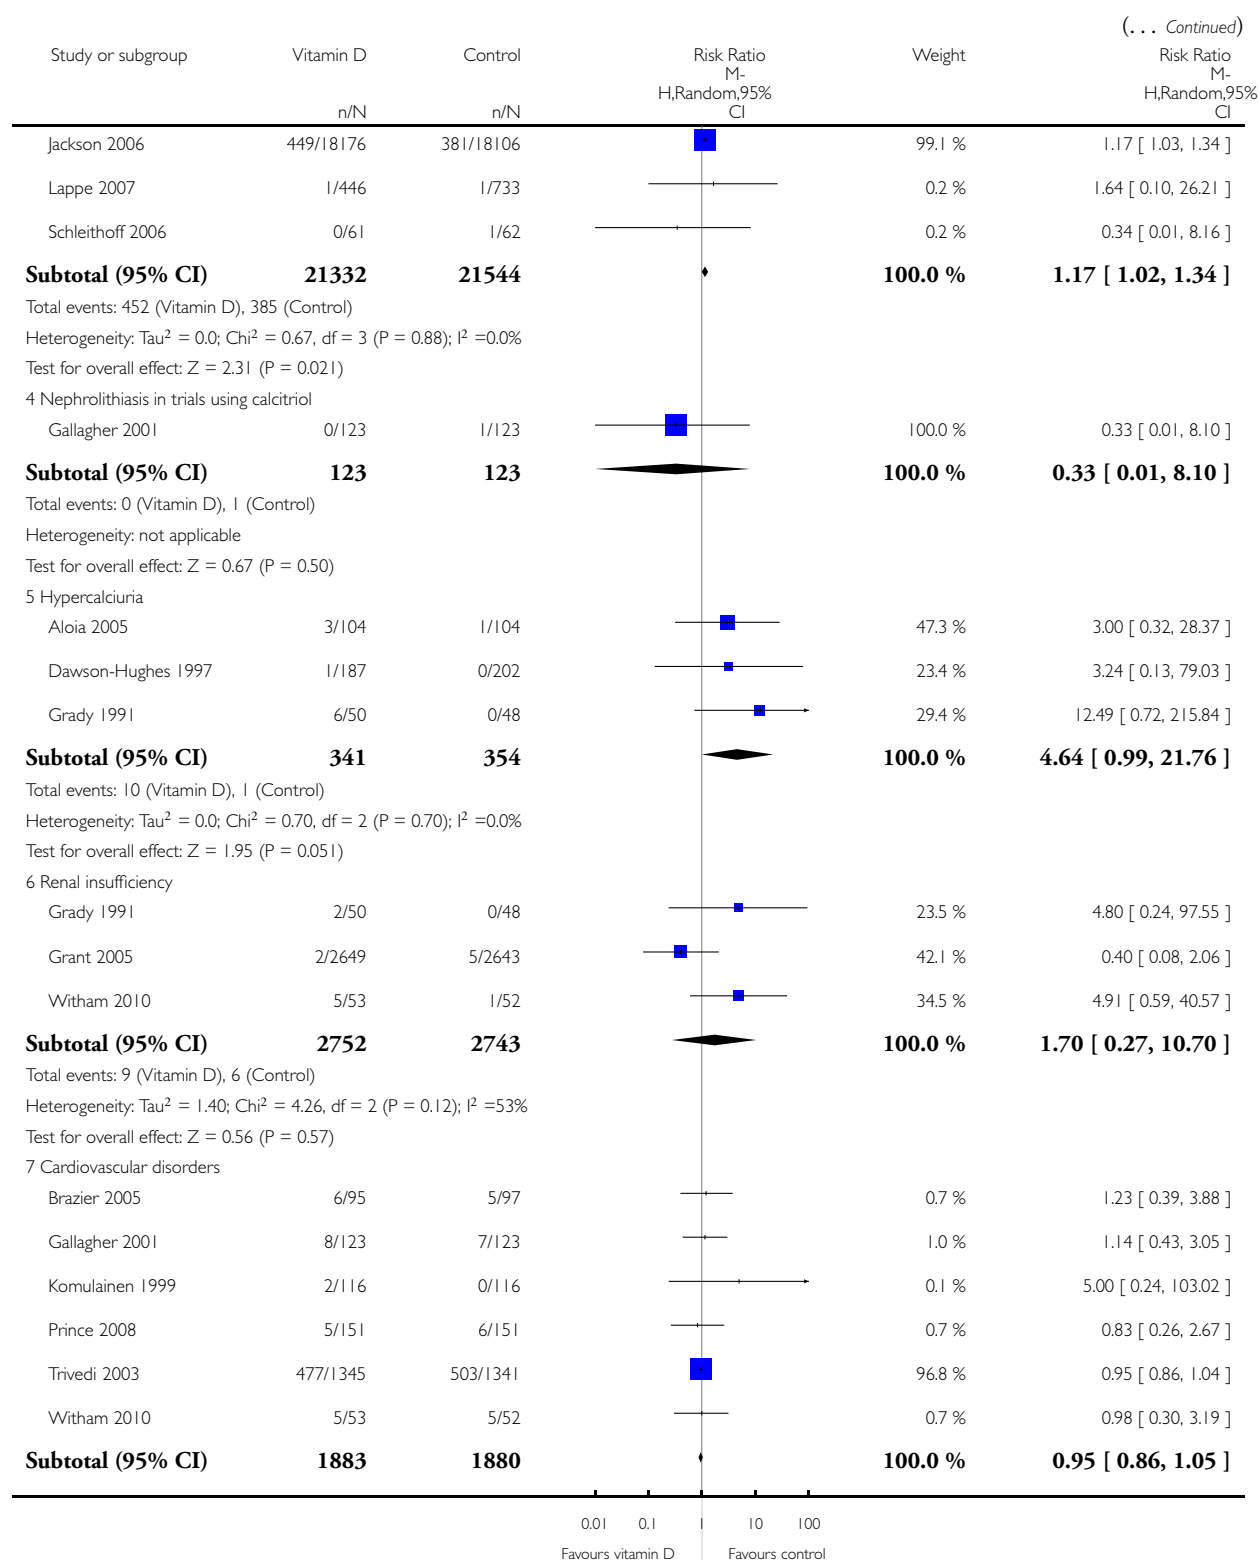 (. . . Continued)
Study or subgroup Vitamin D Control Risk Ratio Weight Risk Ratio
M- M-
H,Random,95% H,Random,95%
n/N n/N CI CI
Jackson 2006 449/18176 381/18106 99.1 % 1.17 [ 1.03, 1.34 ]
Lappe 2007 1/446 1/733 0.2 % 1.64 [ 0.10, 26.21 ]
Schleithoff 2006 0/61 1/62 0.2 % 0.34 [ 0.01, 8.16 ]
Subtotal (95% CI) 21332 21544 100.0 % 1.17 [ 1.02, 1.34 ]
Total events: 452 (Vitamin D), 385 (Control)
Heterogeneity: Tau² = 0.0; Chi² = 0.67, df = 3 (P = 0.88); I² =0.0%
Test for overall effect: Z = 2.31 (P = 0.021)
4 Nephrolithiasis in trials using calcitriol
Gallagher 2001 0/123 1/123 100.0 % 0.33 [ 0.01, 8.10 ]
Subtotal (95% CI) 123 123 100.0 % 0.33 [ 0.01, 8.10 ]
Total events: 0 (Vitamin D), 1 (Control)
Heterogeneity: not applicable
Test for overall effect: Z = 0.67 (P = 0.50)
5 Hypercalciuria
Aloia 2005 3/104 1/104 47.3 % 3.00 [ 0.32, 28.37 ]
Dawson-Hughes 1997 1/187 0/202 23.4 % 3.24 [ 0.13, 79.03 ]
Grady 1991 6/50 0/48 29.4 % 12.49 [ 0.72, 215.84 ]
Subtotal (95% CI) 341 354 100.0 % 4.64 [ 0.99, 21.76 ]
Total events: 10 (Vitamin D), 1 (Control)
Heterogeneity: Tau² = 0.0; Chi² = 0.70, df = 2 (P = 0.70); I² =0.0%
Test for overall effect: Z = 1.95 (P = 0.051)
6 Renal insufficiency
Grady 1991 2/50 0/48 23.5 % 4.80 [ 0.24, 97.55 ]
Grant 2005 2/2649 5/2643 42.1 % 0.40 [ 0.08, 2.06 ]
Witham 2010 5/53 1/52 34.5 % 4.91 [ 0.59, 40.57 ]
Subtotal (95% CI) 2752 2743 100.0 % 1.70 [ 0.27, 10.70 ]
Total events: 9 (Vitamin D), 6 (Control)
Heterogeneity: Tau² = 1.40; Chi² = 4.26, df = 2 (P = 0.12); I² =53%
Test for overall effect: Z = 0.56 (P = 0.57)
7 Cardiovascular disorders
Brazier 2005 6/95 5/97 0.7 % 1.23 [ 0.39, 3.88 ]
Gallagher 2001 8/123 7/123 1.0 % 1.14 [ 0.43, 3.05 ]
Komulainen 1999 2/116 0/116 0.1 % 5.00 [ 0.24, 103.02 ]
Prince 2008 5/151 6/151 0.7 % 0.83 [ 0.26, 2.67 ]
Trivedi 2003 477/1345 503/1341 96.8 % 0.95 [ 0.86, 1.04 ]
Witham 2010 5/53 5/52 0.7 % 0.98 [ 0.30, 3.19 ]
Subtotal (95% CI) 1883 1880 100.0 % 0.95 [ 0.86, 1.05 ]
0.01 0.1 1 10 100
Favours vitamin D Favours control